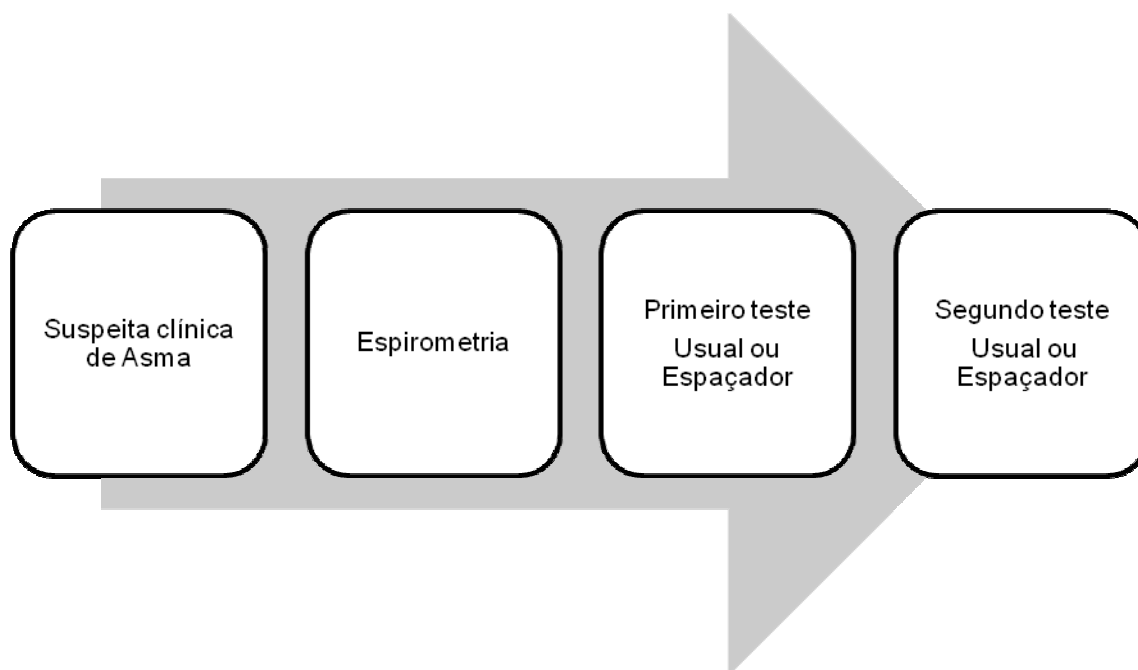 Suspeita clínica
de Asma
Espirometria
Primeiro teste
Usual ou
Espaçador
Segundo teste
Usual ou
Espaçador